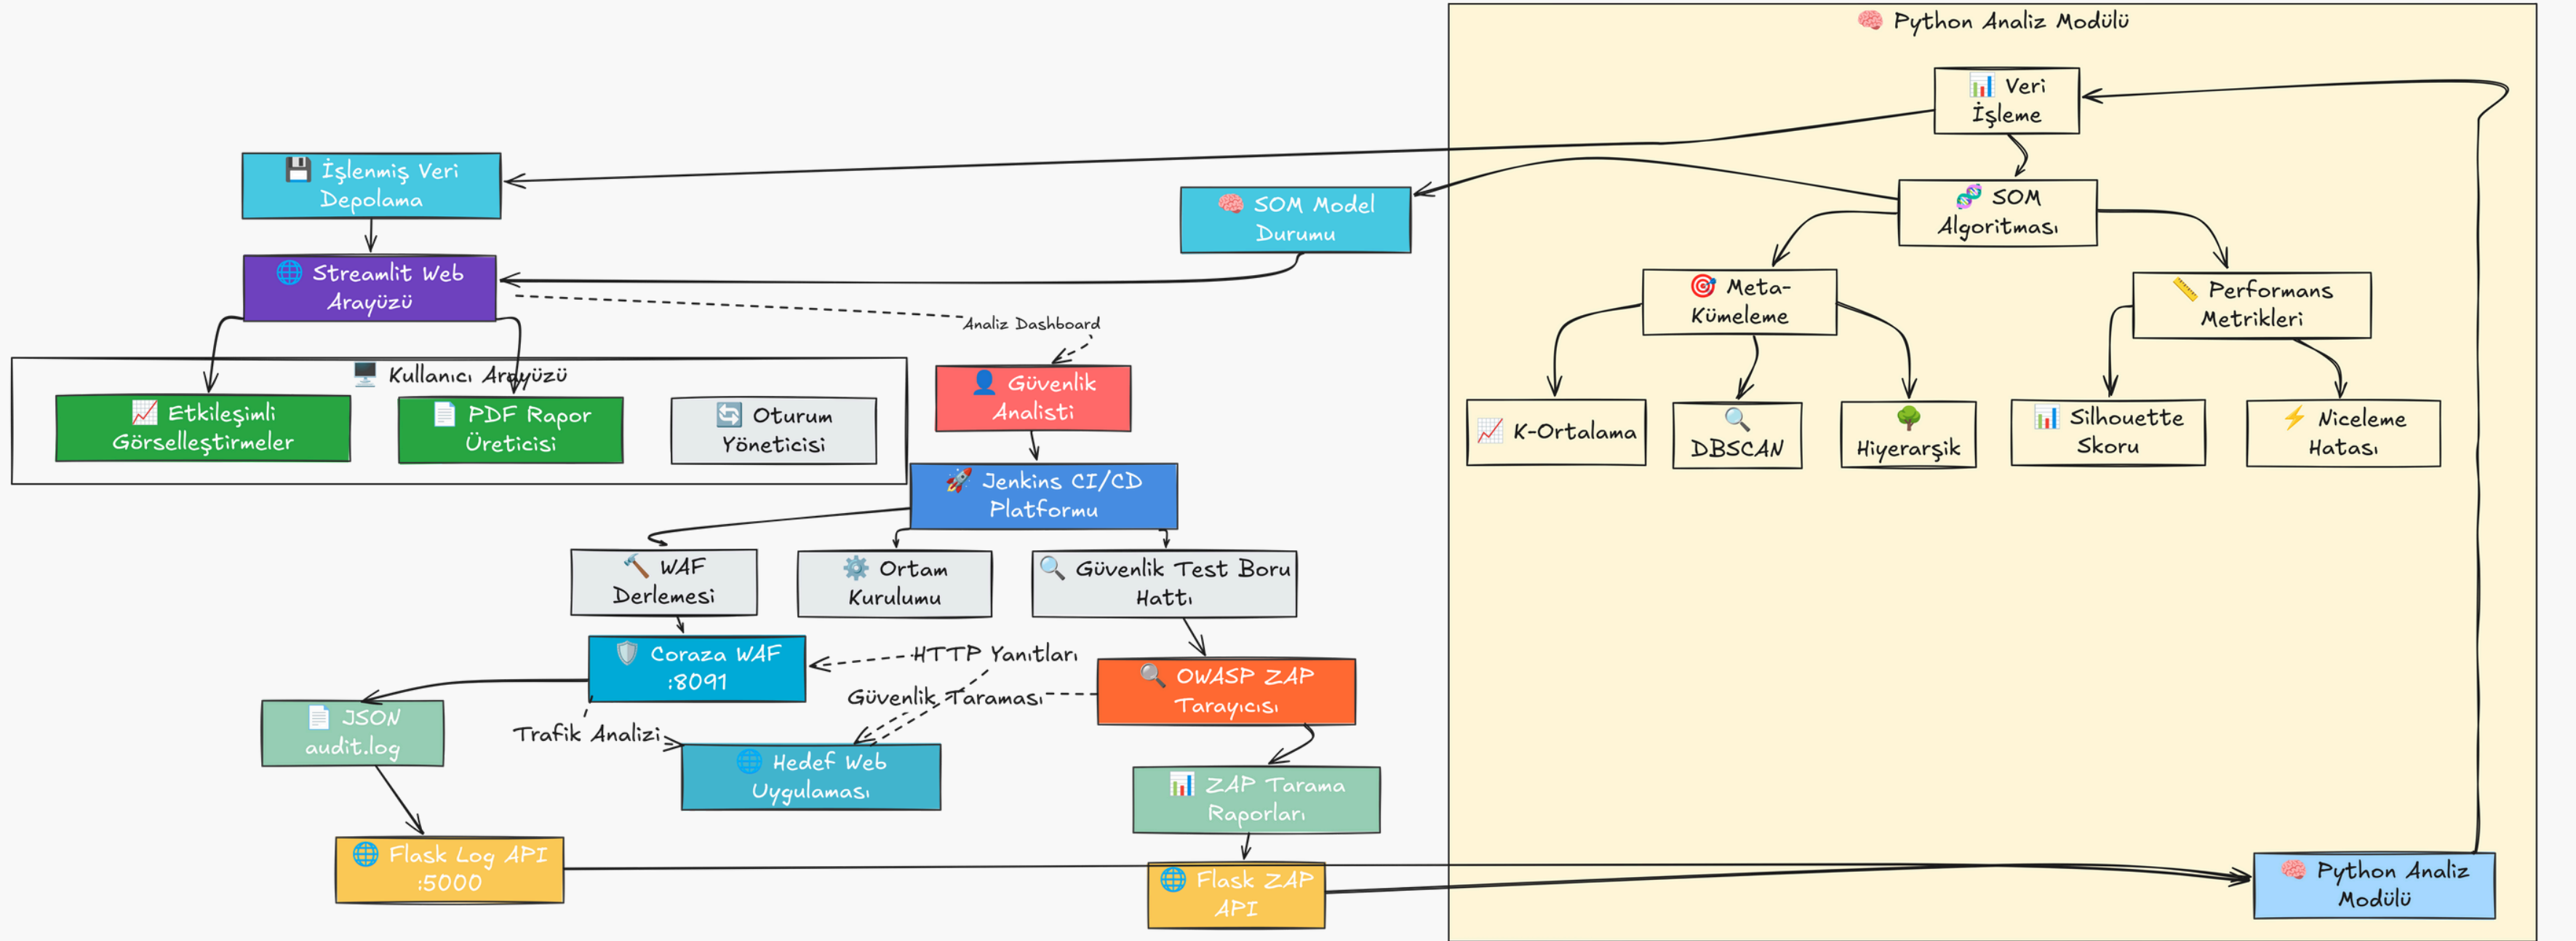 Python Analiz Modülü
Veri
İşleme
İşlenmiş Veri
Depolama
SOM Model
Durumu
SOM
Algoritması
Streamlit Web
Arayüzü
Meta-
Kümeleme
Performans
Metrikleri
Analiz Dashboard
Kullanıcı Arayüzü
Etkileşimli
Görselleştirmeler
PDF Rapor
Üreticisi
Oturum
Yöneticisi
Güvenlik
Analisti
K-Ortalama
DBSCAN
Hiyerarşik
Silhouette
Skoru
Niceleme
Hatası
Jenkins CI/CD
Platformu
WAF
Derlemesi
Ortam
Kurulumu
Güvenlik Test Boru
Hattı
Coraza WAF
:8091
HTTP Yanıtları
Güvenlik Taraması
OWASP ZAP
Tarayıcısı
JSON
audit.log
Trafik Analizi
Hedef Web
Uygulaması
ZAP Tarama
Raporları
Flask Log API
:5000
Flask ZAP
API
Python Analiz
Modülü